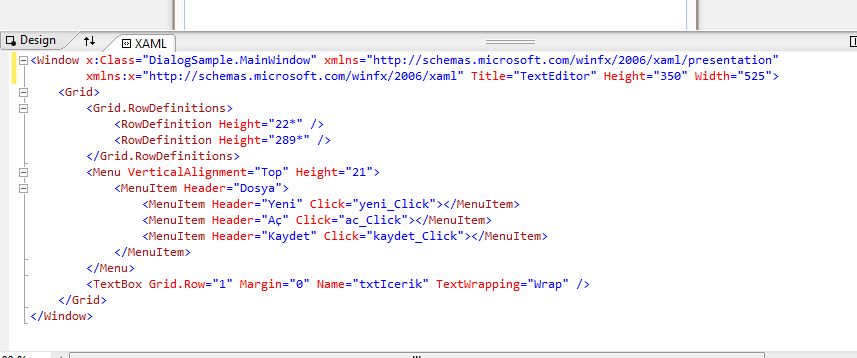 Design XAML
<Window x:Class="DialogSample.MainWindow" xmlns="http://schemas.microsoft.com/winfx/2006/xaml/presentation"
xmlns:x="http://schemas.microsoft.com/winfx/2006/xaml" Title="TextEditor" Height="350" Width="525">
<Grid>
<Grid.RowDefinitions>
<RowDefinition Height="22*" />
<RowDefinition Height="289*" />
</Grid.RowDefinitions>
<Menu VerticalAlignment="Top" Height="21">
<MenuItem Header="Dosya">
<MenuItem Header="Yeni" Click="yeni_Click"></MenuItem>
<MenuItem Header="Aç" Click="ac_Click"></MenuItem>
<MenuItem Header="Kaydet" Click="kaydet_Click"></MenuItem>
</MenuItem>
</Menu>
<TextBox Grid.Row="1" Margin="0" Name="txtIcerik" TextWrapping="Wrap" />
</Grid>
</Window>